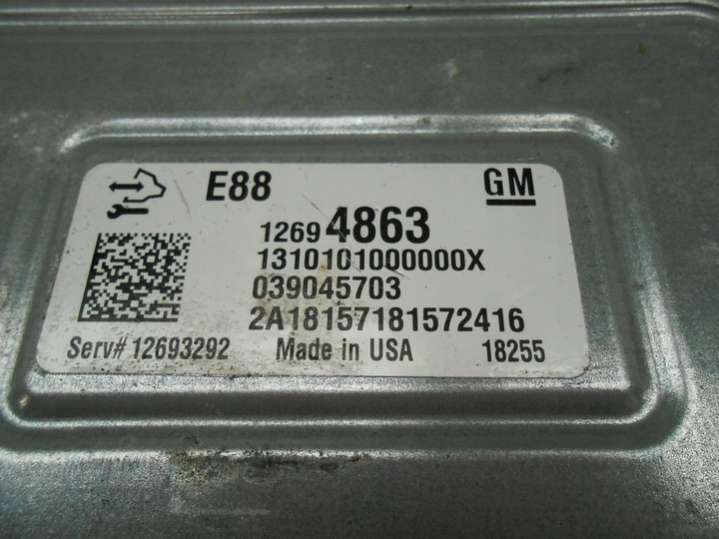 E88 GM
12694863
1310101000000X
039045703
2A18157181572416
Serv# 12693292 Made in USA 18255